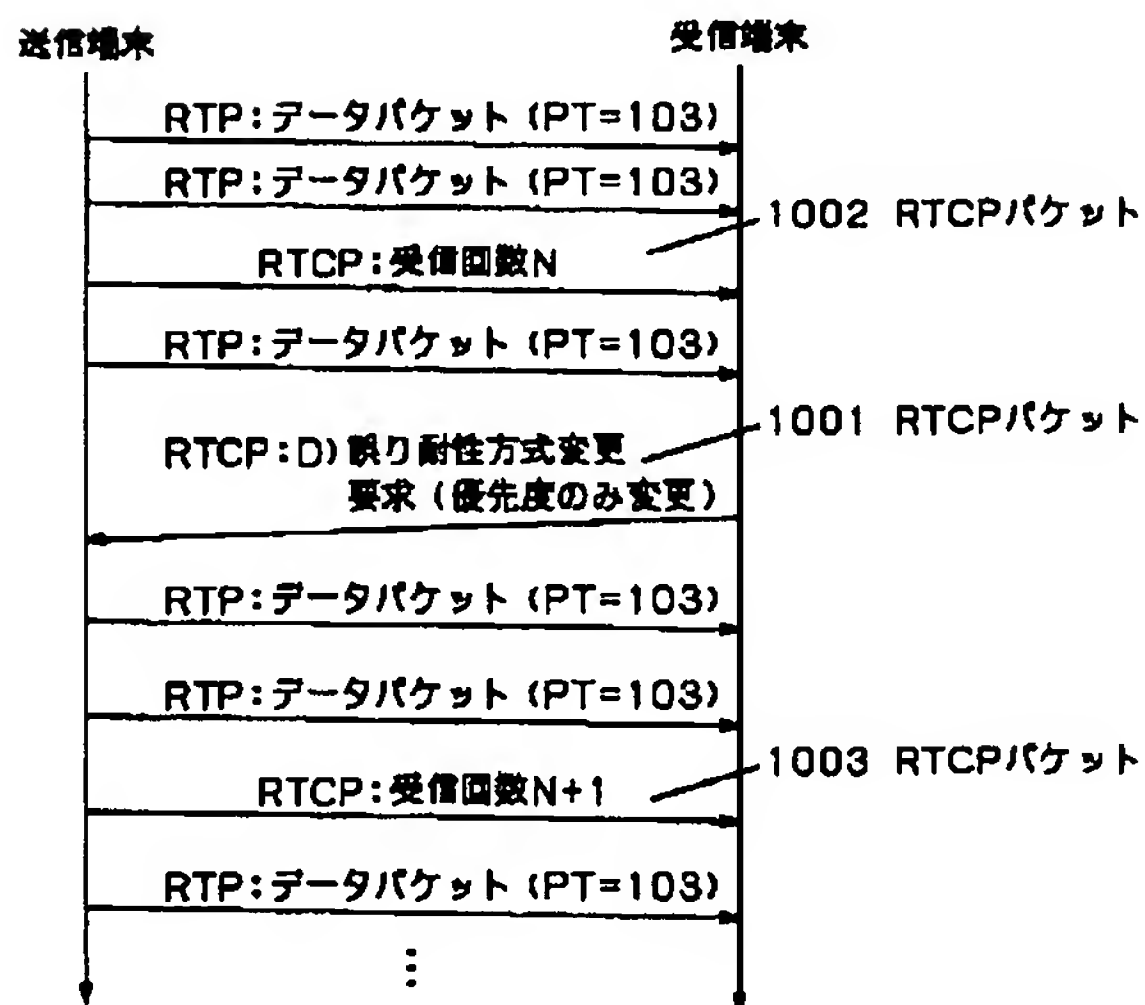 送信端末 受信端末
RTP:データパケット (PT=103)
RTP:データパケット (PT=103)
1002 RTCPパケット
RTCP:受信回数N
RTP:データパケット (PT=103)
1001 RTCPパケット
RTCP:D)誤り耐性方式変更
要求(優先度のみ変更)
RTP:データパケット (PT=103)
RTP:データパケット (PT=103)
1003 RTCPパケット
RTCP:受信回数N+1
RTP:データパケット (PT=103)
⋮